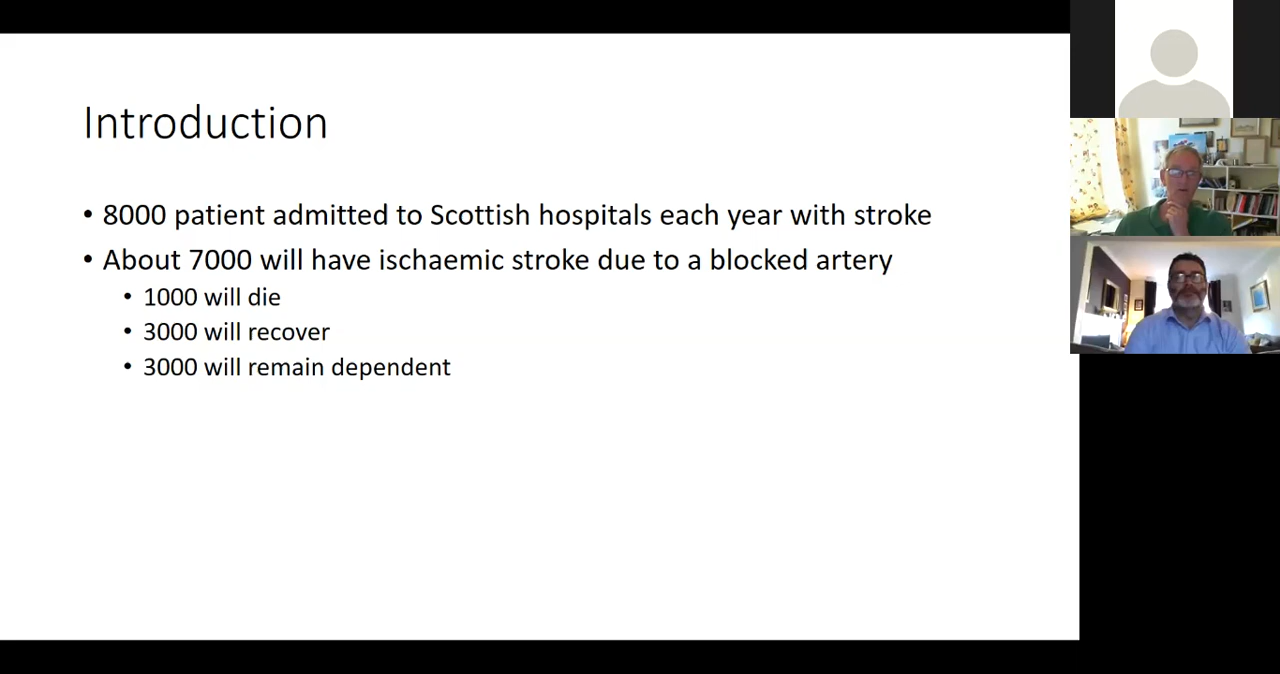 Introduction
• 8000 patient admitted to Scottish hospitals each year with stroke
• About 7000 will have ischaemic stroke due to a blocked artery
• 1000 will die
• 3000 will recover
• 3000 will remain dependent